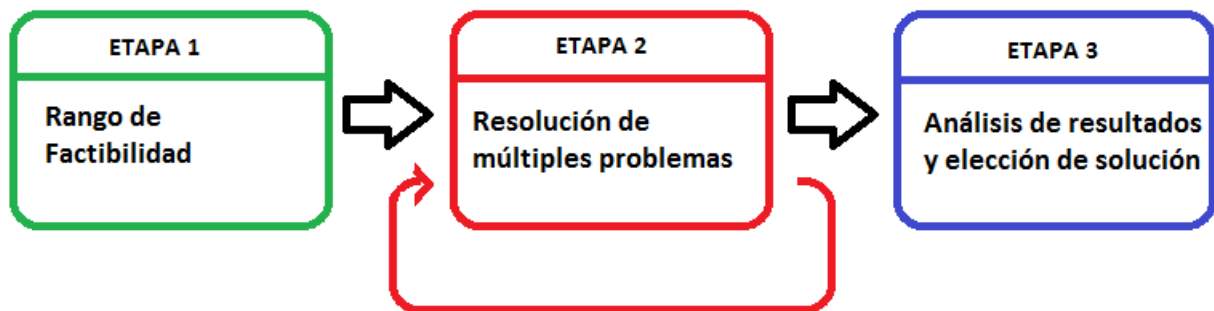 ETAPA 1
Rango de
Factibilidad
ETAPA 2
Resolución de
múltiples problemas
ETAPA 3
Análisis de resultados
y elección de solución